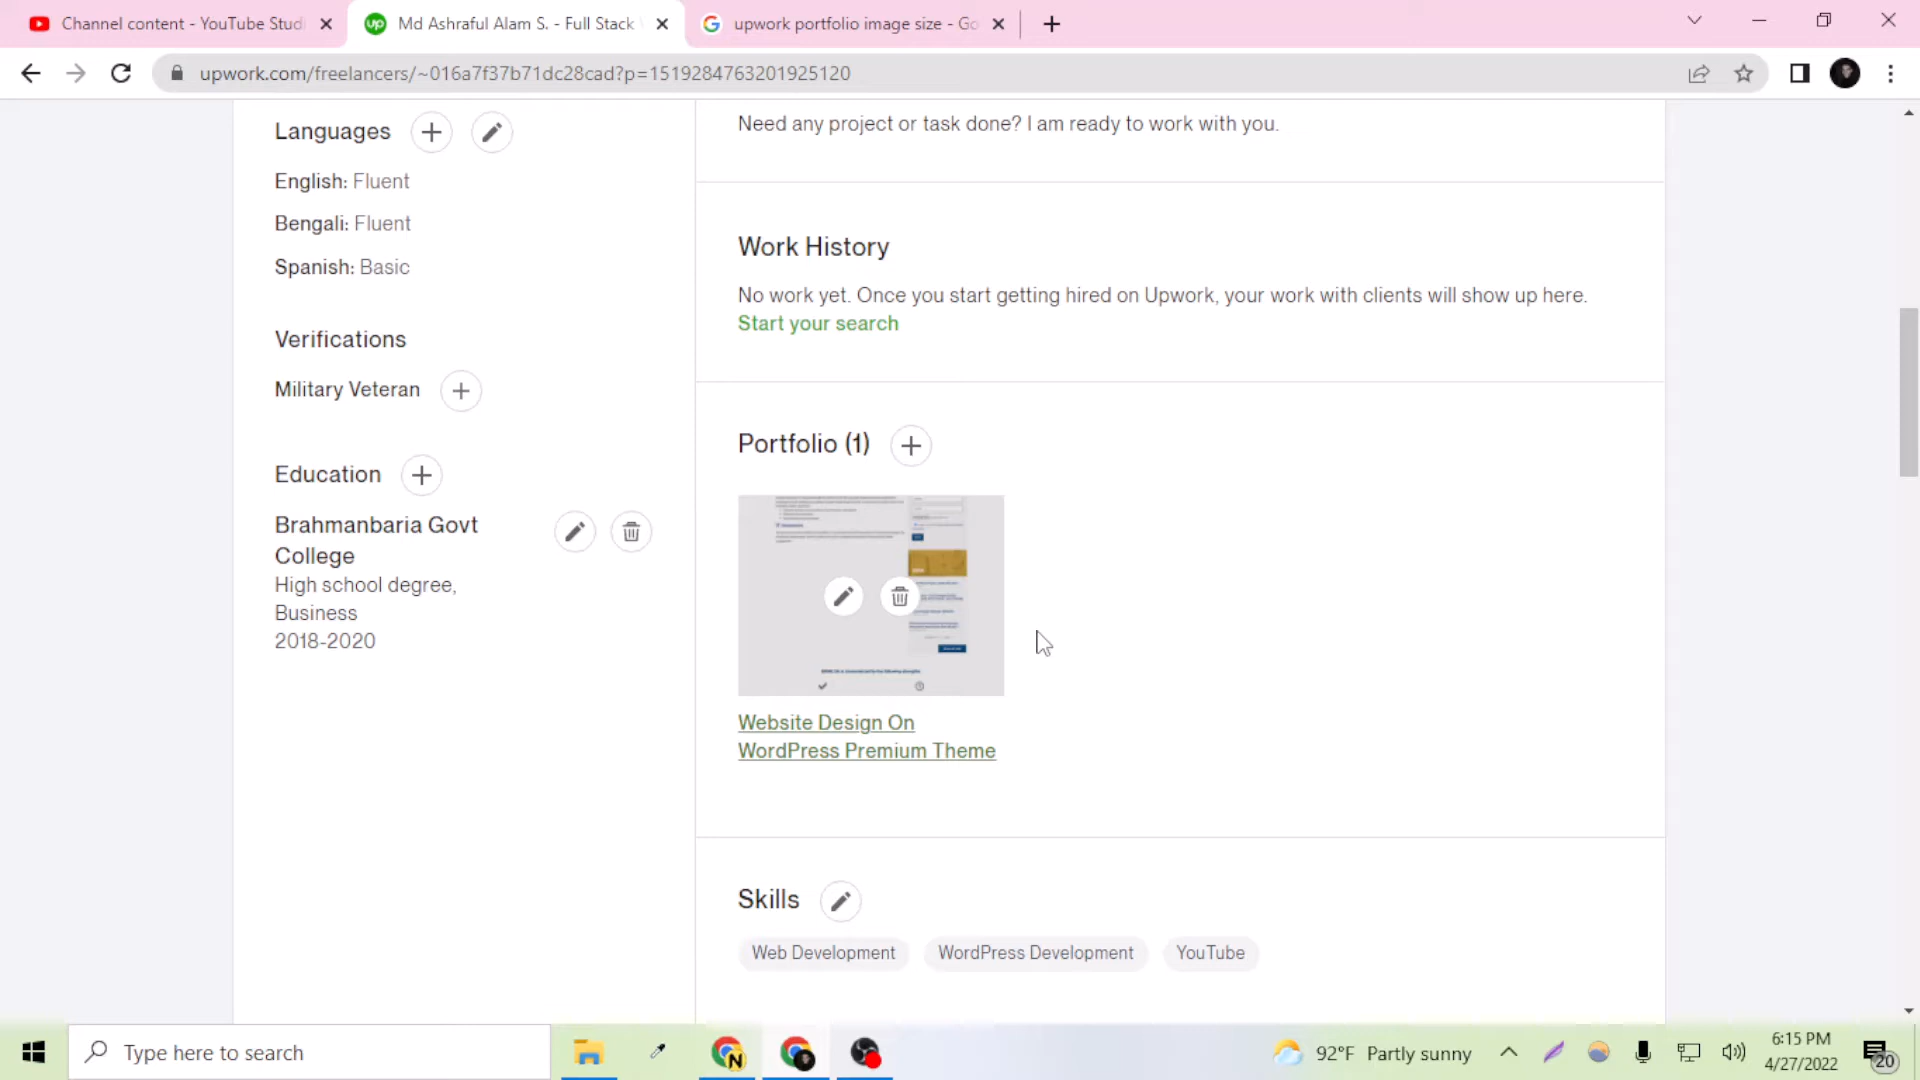 Channel content - YouTube Studi
Md Ashraful Alam S. - Full Stack
upwork portfolio image size - Go
upwork.com/freelancers/~016a7f37b71dc28cad?p=1519284763201925120
Languages
English: Fluent
Bengali: Fluent
Spanish: Basic
Verifications
Military Veteran
Education
Brahmanbaria Govt
College
High school degree,
Business
2018-2020
Need any project or task done? I am ready to work with you.
Work History
No work yet. Once you start getting hired on Upwork, your work with clients will show up here.
Start your search
Portfolio (1)
Website Design On
WordPress Premium Theme
Skills
Web Development
WordPress Development
YouTube
Type here to search
N
92°F Partly sunny
6:15 PM
4/27/2022
20